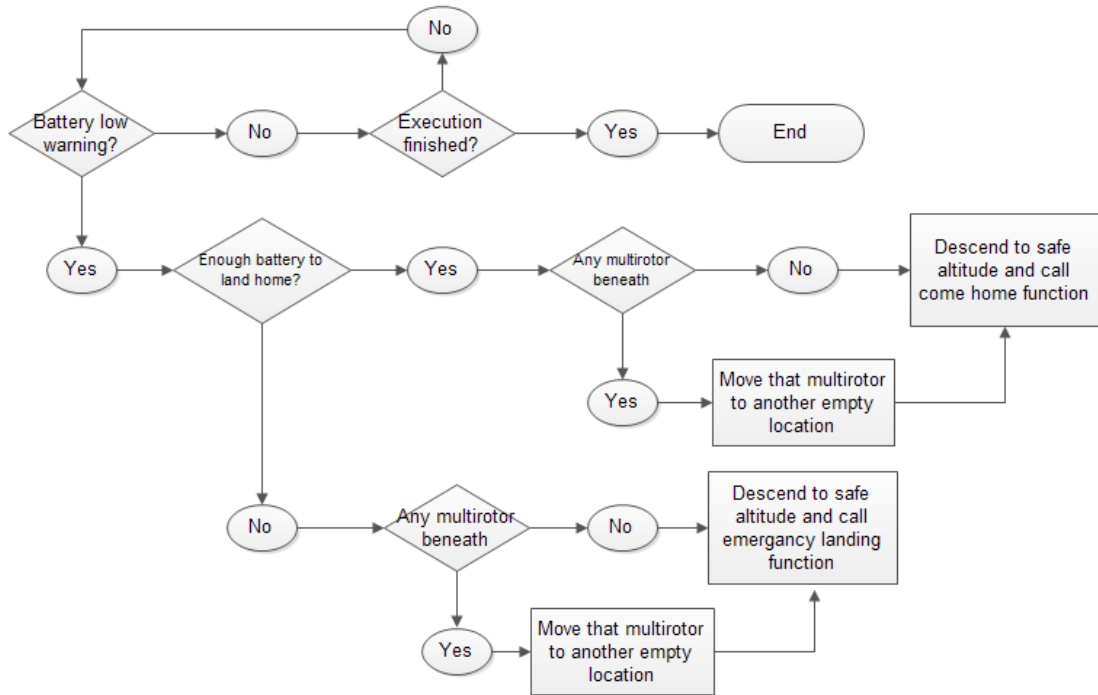 No
Battery low
warning?
No
Execution
finished?
Yes
End
Yes
Enough battery to
land home?
Yes
Any multirotor
beneath
No
Descend to safe
altitude and call
come home function
Yes
Move that multirotor
to another empty
location
No
Any multirotor
beneath
No
Descend to safe
altitude and call
emergancy landing
function
Yes
Move that multirotor
to another empty
location